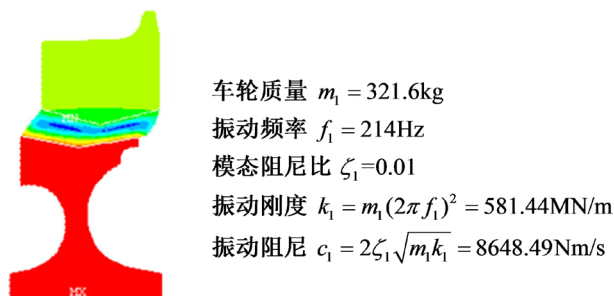 MN
车轮质量 m₁ = 321.6kg
振动频率 f₁ = 214Hz
模态阻尼比 ζ₁=0.01
振动刚度 k₁ = m₁(2πf₁)² = 581.44MN/m
振动阻尼 c₁ = 2ζ₁√(m₁k₁) = 8648.49Nm/s
MX